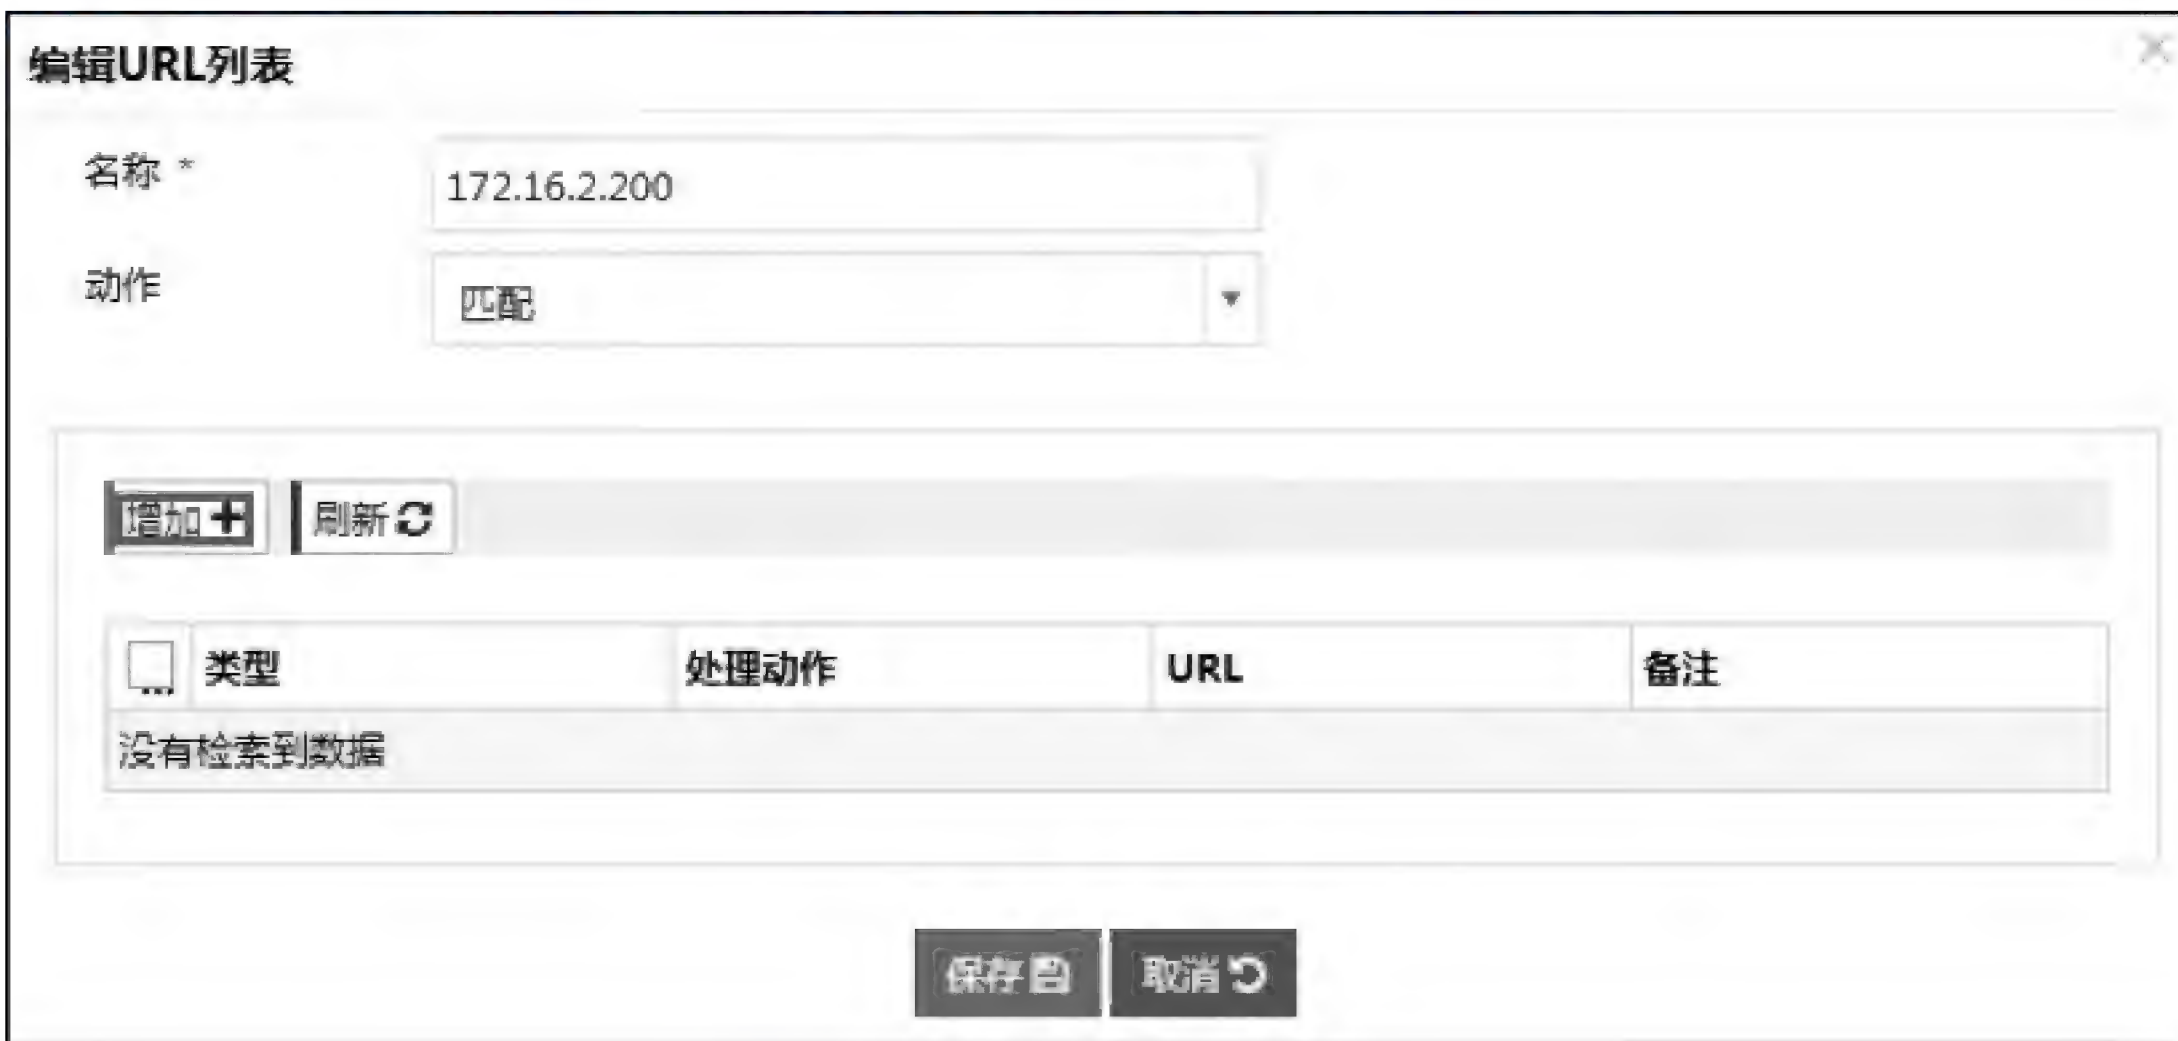 编辑URL列表
名称 *
172.16.2.200
动作
匹配
增加 刷新
类型 处理动作 URL 备注
没有检索到数据
保存 取消